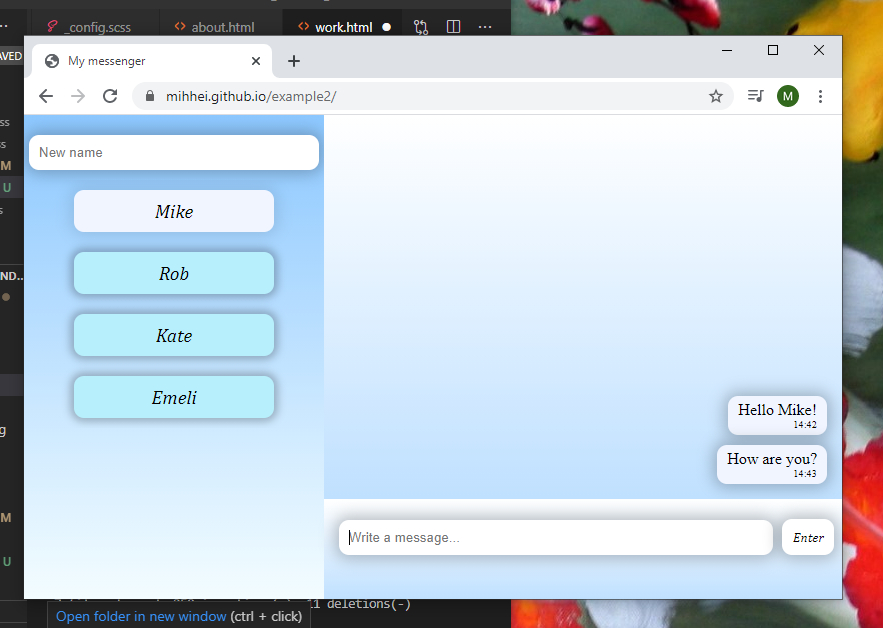 _config.scss
about.html
work.html
AVED
ss
s
M
U
s
ND...
g
M
U
My messenger
mihhei.github.io/example2/
M
New name
Mike
Rob
Kate
Emeli
Hello Mike!
14:42
How are you?
14:43
Write a message...
Enter
11 deletions(-)
Open folder in new window (ctrl + click)